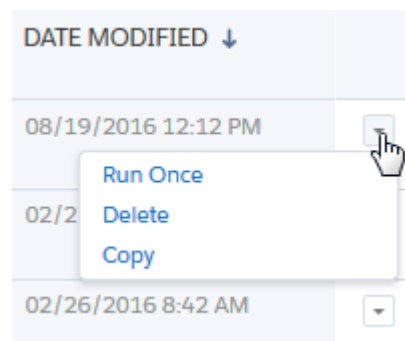 DATE MODIFIED ↓
08/19/2016 12:12 PM
Run Once
02/2
Delete
Copy
02/26/2016 8:42 AM